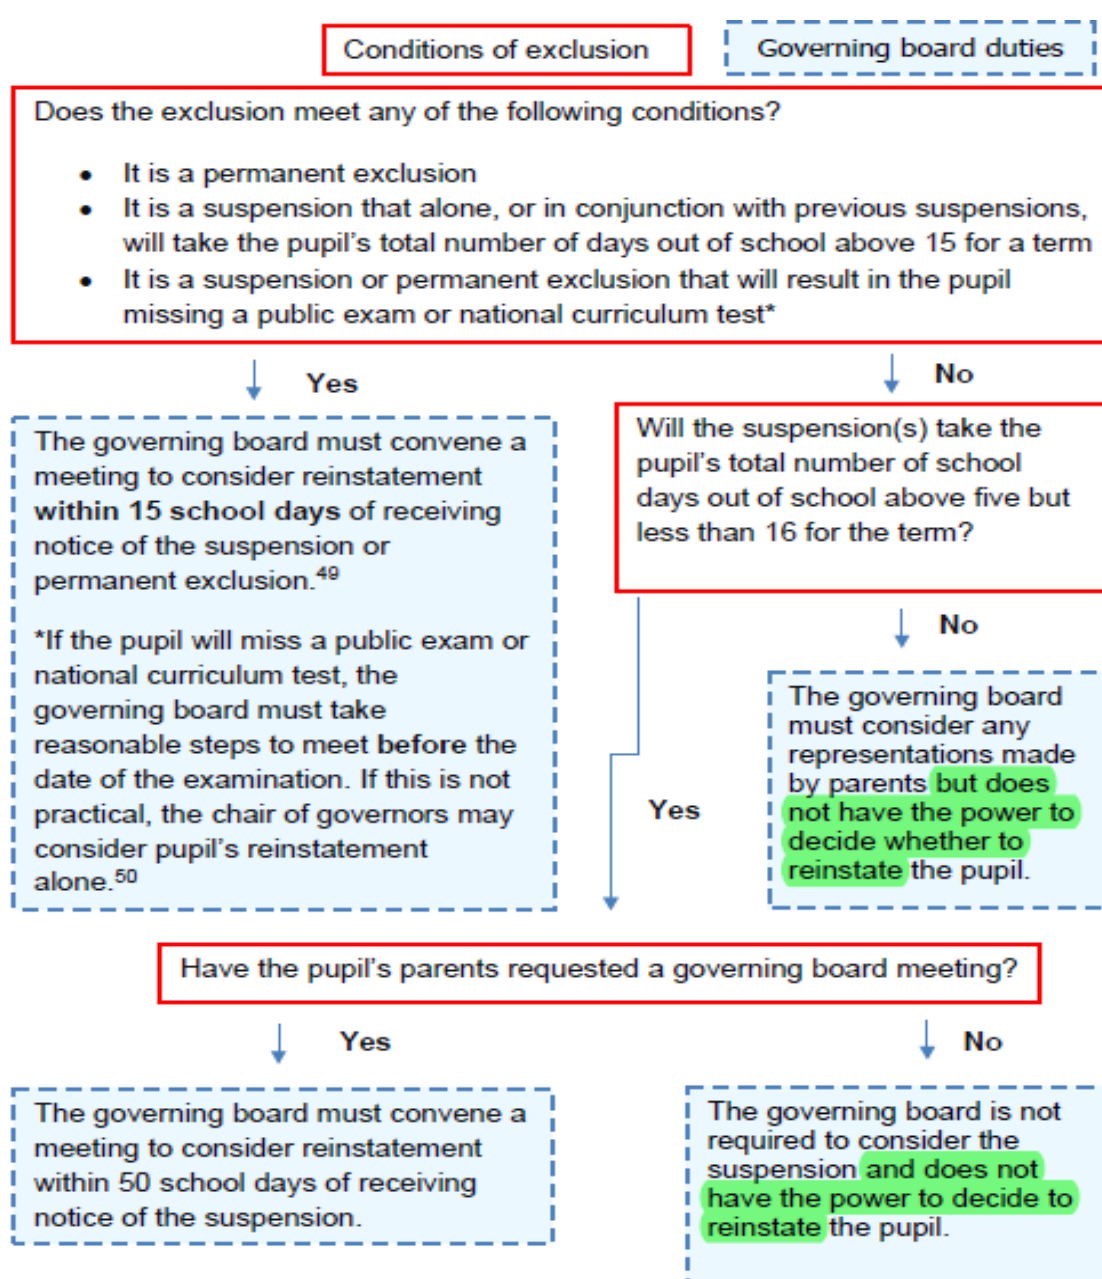 Conditions of exclusion
Governing board duties
Does the exclusion meet any of the following conditions?
• It is a permanent exclusion
• It is a suspension that alone, or in conjunction with previous suspensions,
will take the pupil's total number of days out of school above 15 for a term
• It is a suspension or permanent exclusion that will result in the pupil
missing a public exam or national curriculum test*
Yes
No
The governing board must convene a
meeting to consider reinstatement
within 15 school days of receiving
notice of the suspension or
permanent exclusion.49
*If the pupil will miss a public exam or
national curriculum test, the
governing board must take
reasonable steps to meet before the
date of the examination. If this is not
practical, the chair of governors may
consider pupil's reinstatement
alone.50
Will the suspension(s) take the
pupil's total number of school
days out of school above five but
less than 16 for the term?
No
The governing board
must consider any
representations made
by parents but does
not have the power to
decide whether to
reinstate the pupil.
Yes
Have the pupil's parents requested a governing board meeting?
Yes
No
The governing board must convene a
meeting to consider reinstatement
within 50 school days of receiving
notice of the suspension.
The governing board is not
required to consider the
suspension and does not
have the power to decide to
reinstate the pupil.